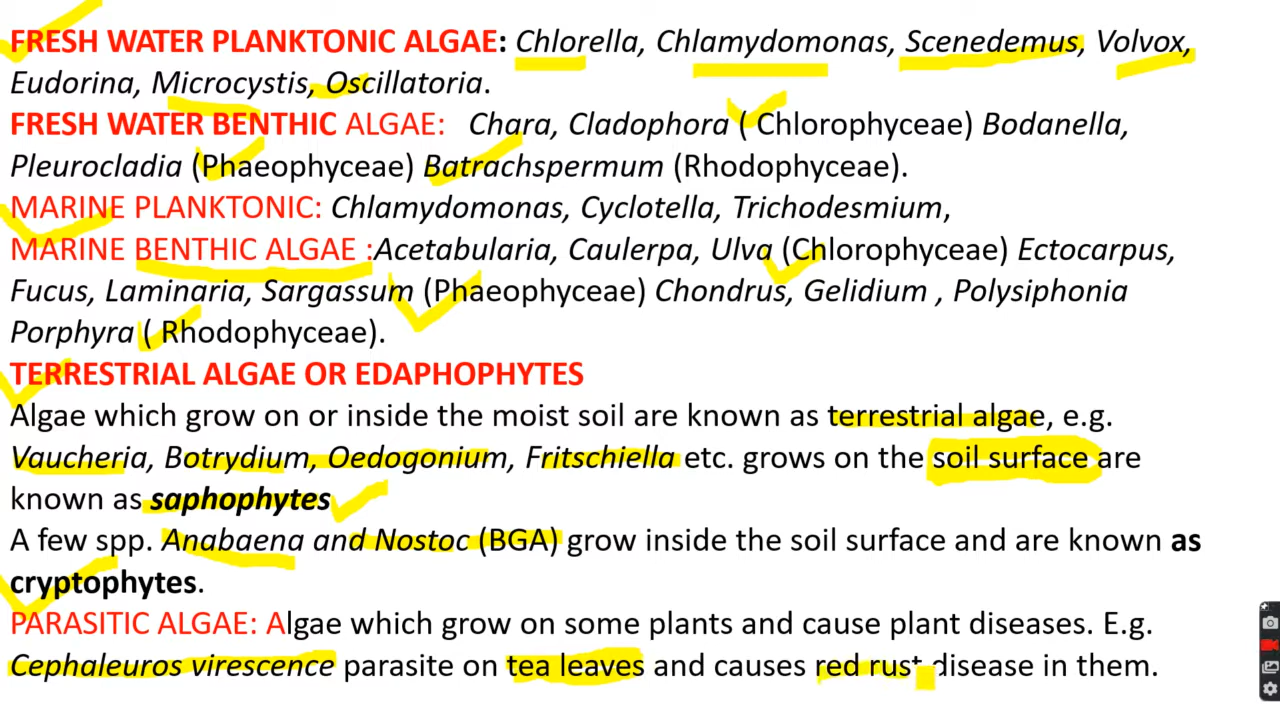 FRESH WATER PLANKTONIC ALGAE: Chlorella, Chlamydomonas, Scenedemus, Volvox,
Eudorina, Microcystis, Oscillatoria.
FRESH WATER BENTHIC ALGAE: Chara, Cladophora ( Chlorophyceae) Bodanella,
Pleurocladia (Phaeophyceae) Batrachspermum (Rhodophyceae).
MARINE PLANKTONIC: Chlamydomonas, Cyclotella, Trichodesmium,
MARINE BENTHIC ALGAE :Acetabularia, Caulerpa, Ulva (Chlorophyceae) Ectocarpus,
Fucus, Laminaria, Sargassum (Phaeophyceae) Chondrus, Gelidium , Polysiphonia
Porphyra ( Rhodophyceae).
TERRESTRIAL ALGAE OR EDAPHOPHYTES
Algae which grow on or inside the moist soil are known as terrestrial algae, e.g.
Vaucheria, Botrydium, Oedogonium, Fritschiella etc. grows on the soil surface are
known as saphophytes
A few spp. Anabaena and Nostoc (BGA) grow inside the soil surface and are known as
cryptophytes.
PARASITIC ALGAE: Algae which grow on some plants and cause plant diseases. E.g.
Cephaleuros virescence parasite on tea leaves and causes red rust disease in them.